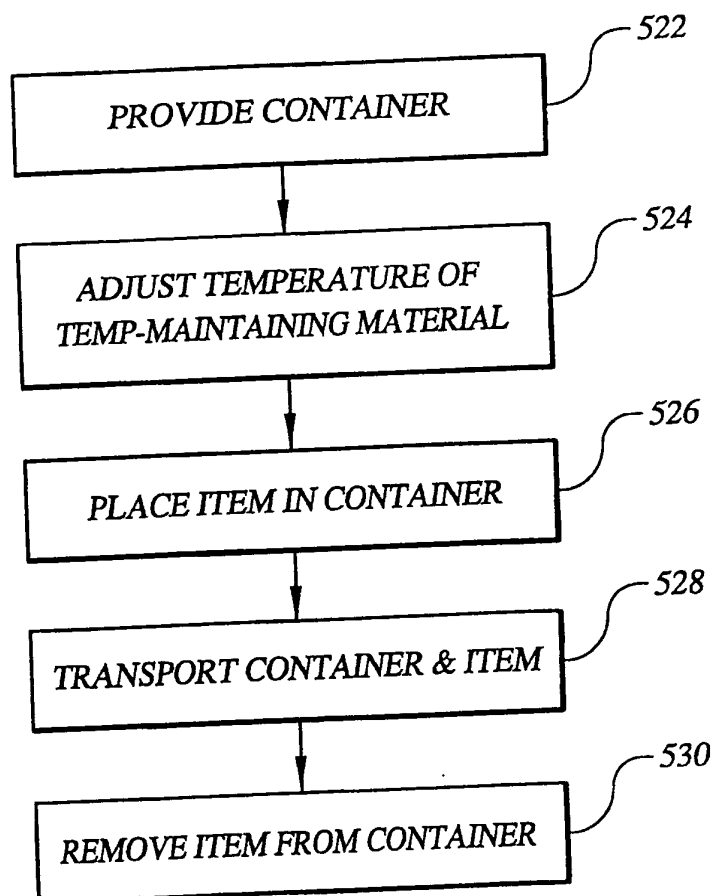 522
PROVIDE CONTAINER
524
ADJUST TEMPERATURE OF
TEMP-MAINTAINING MATERIAL
526
PLACE ITEM IN CONTAINER
528
TRANSPORT CONTAINER & ITEM
530
REMOVE ITEM FROM CONTAINER